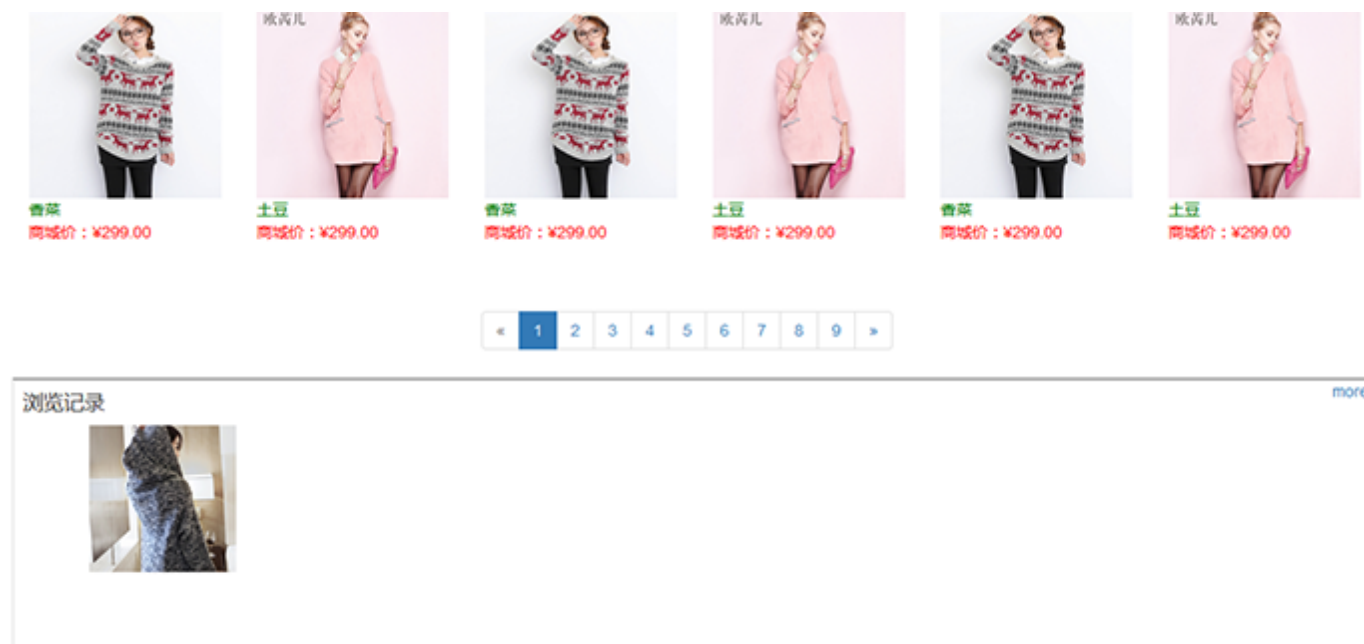 欧芮儿 欧芮儿 欧芮儿
香菜 土豆 香菜 土豆 香菜 土豆
商城价：¥299.00 商城价：¥299.00 商城价：¥299.00 商城价：¥299.00 商城价：¥299.00 商城价：¥299.00
« 1 2 3 4 5 6 7 8 9 »
浏览记录 more